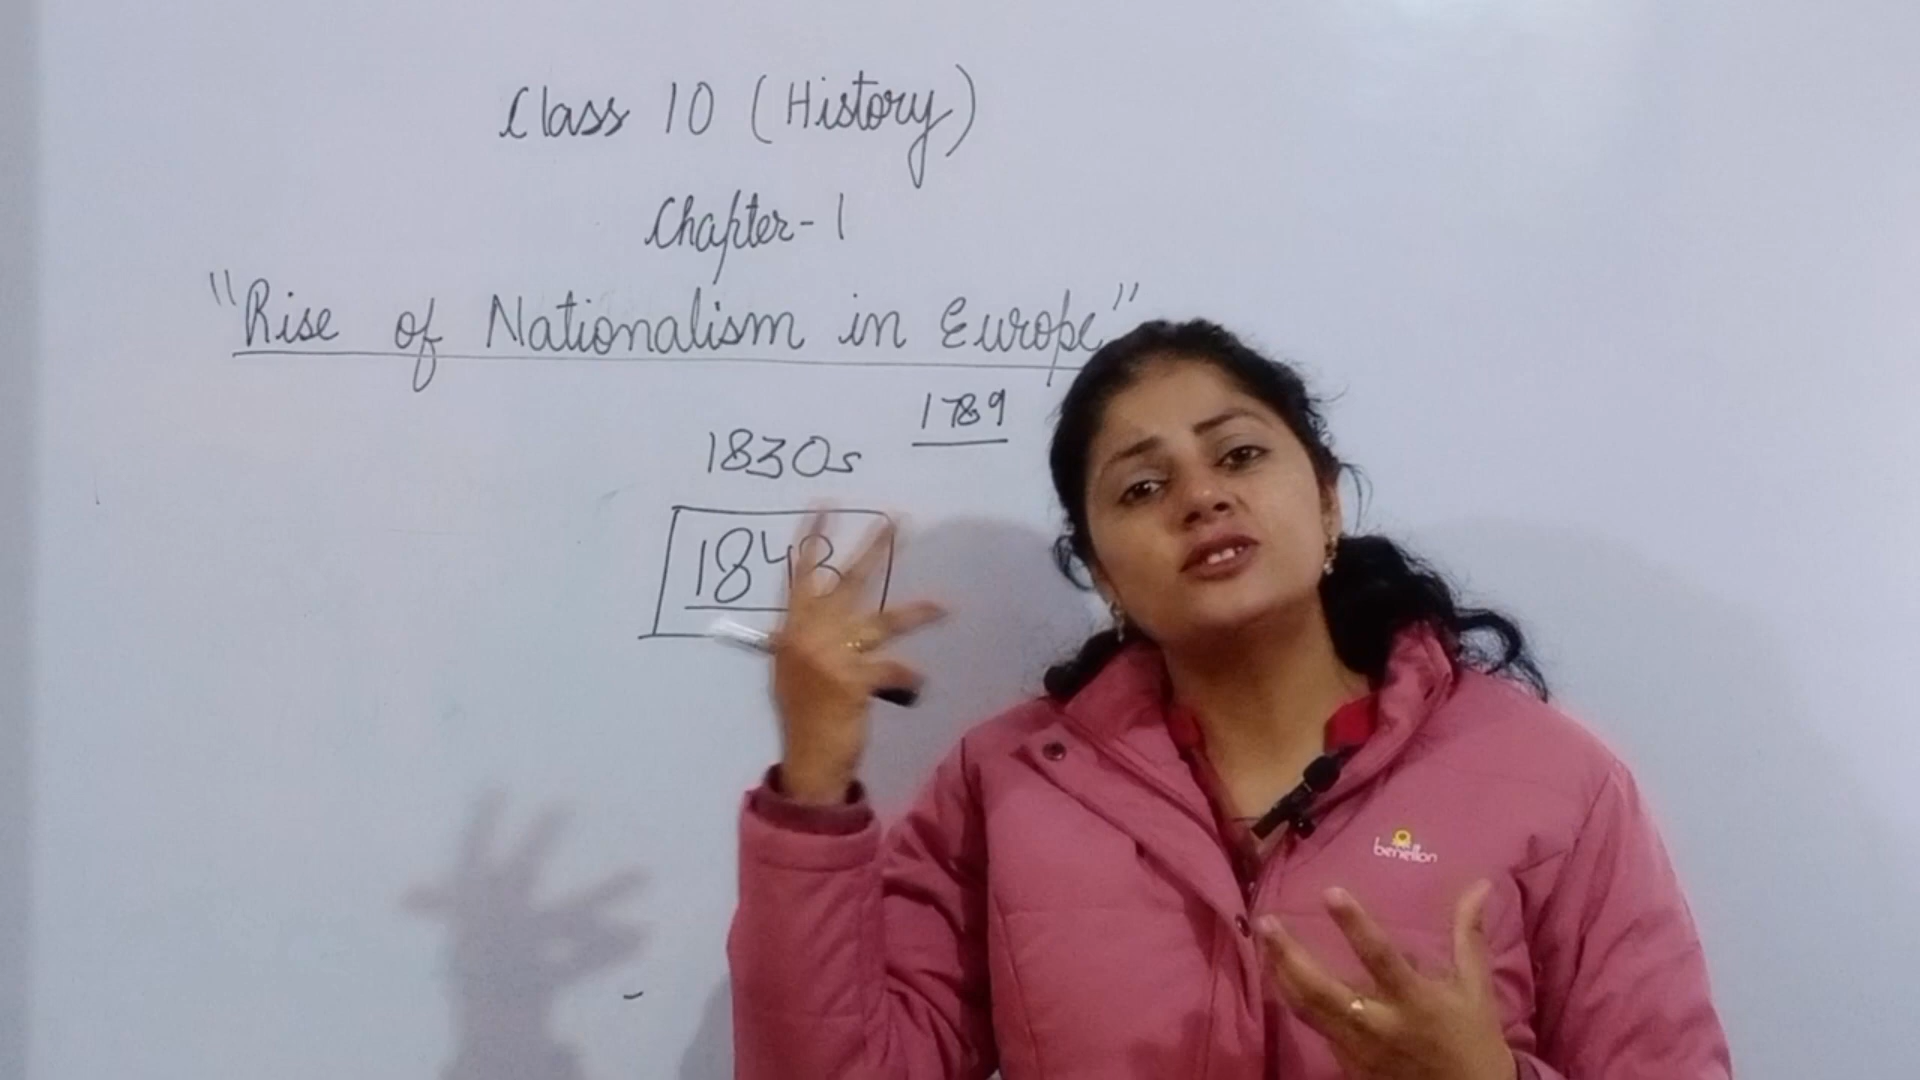 Class 10 (History)
Chapter-1
"Rise of Nationalism in Europe"
1789
1830s
1848
benetton